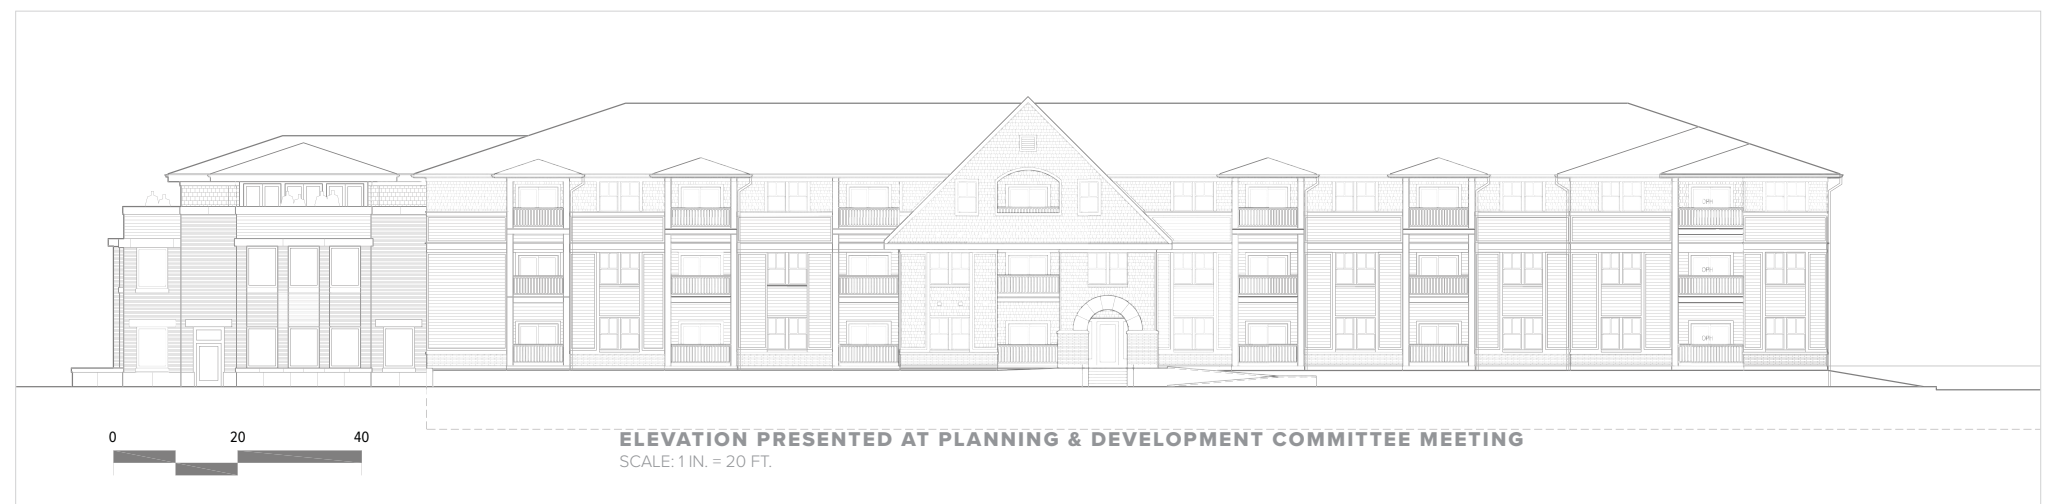 0 20 40
ELEVATION PRESENTED AT PLANNING & DEVELOPMENT COMMITTEE MEETING
SCALE: 1 IN. = 20 FT.